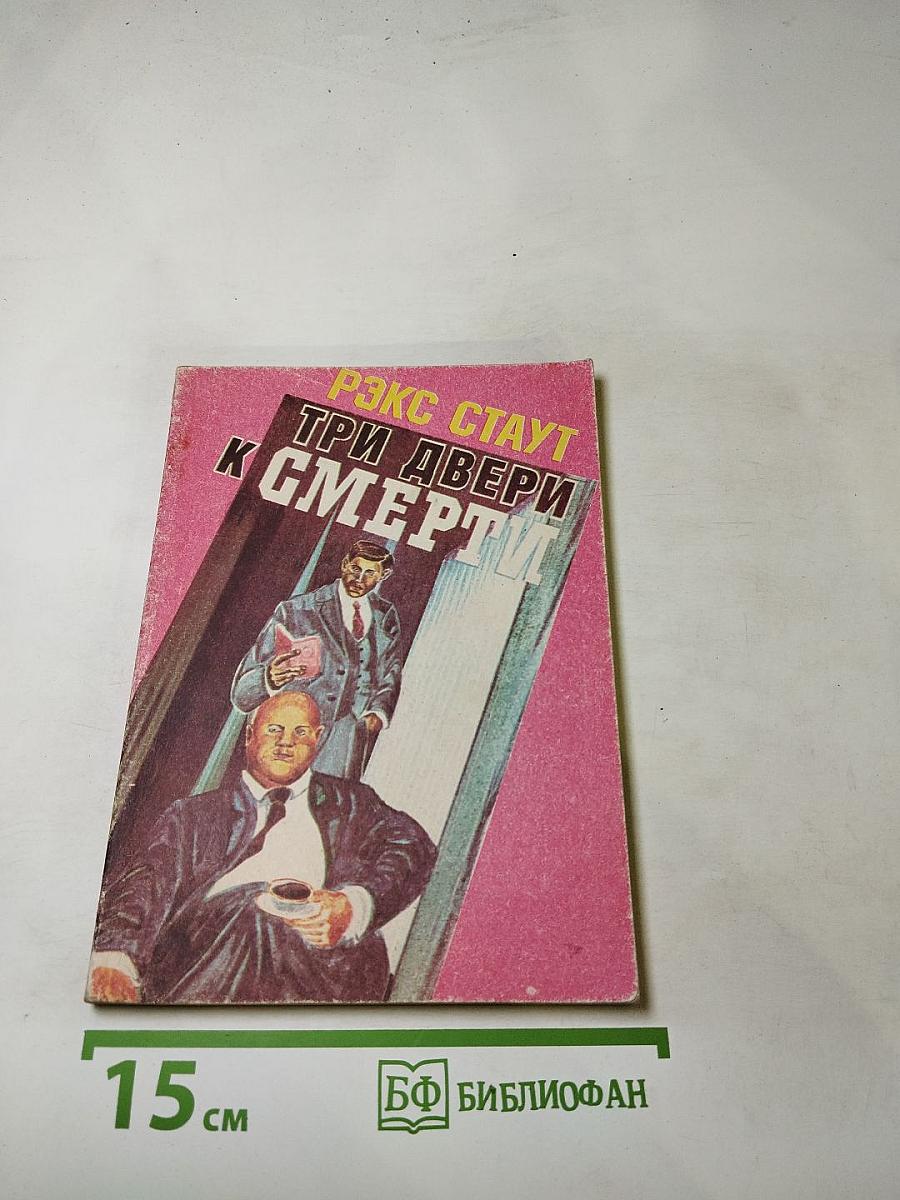 РЭКС СТАУТ
ТРИ ДВЕРИ
К СМЕРТИ
15 см
БФ БИБЛИОФАН